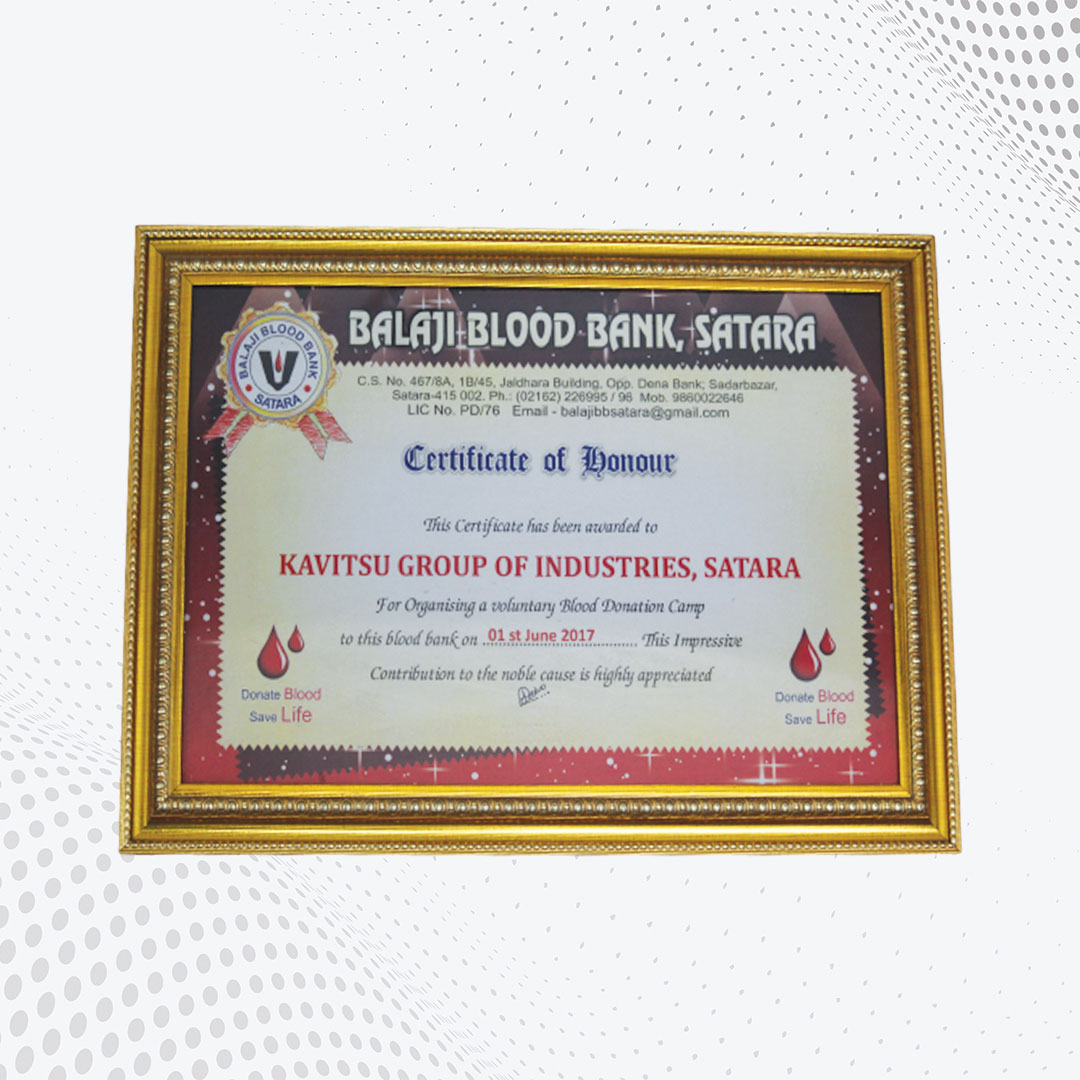 BALAJI BLOOD BANK
SATARA
BALAJI BLOOD BANK, SATARA
C.S. No. 467/8A, 1B/45, Jaldhara Building, Opp. Dena Bank, Sadarbazar,
Satara-415 002. Ph.: (02162) 226995 / 96 Mob. 9860022646
LIC No. PD/76 Email - balajibbsatara@gmail.com
Certificate of Honour
This Certificate has been awarded to
KAVITSU GROUP OF INDUSTRIES, SATARA
For Organising a voluntary Blood Donation Camp
to this blood bank on 01 st June 2017 ........... This Impressive
Contribution to the noble cause is highly appreciated
Donate Blood
Save Life
Donate Blood
Save Life